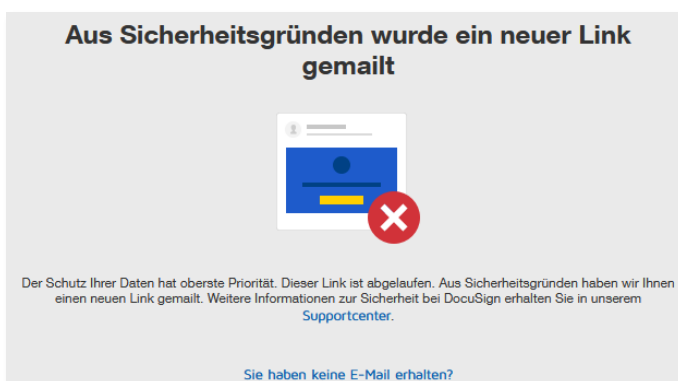 Aus Sicherheitsgründen wurde ein neuer Link
gemailt
Der Schutz Ihrer Daten hat oberste Priorität. Dieser Link ist abgelaufen. Aus Sicherheitsgründen haben wir Ihnen
einen neuen Link gemailt. Weitere Informationen zur Sicherheit bei DocuSign erhalten Sie in unserem
Supportcenter.
Sie haben keine E-Mail erhalten?